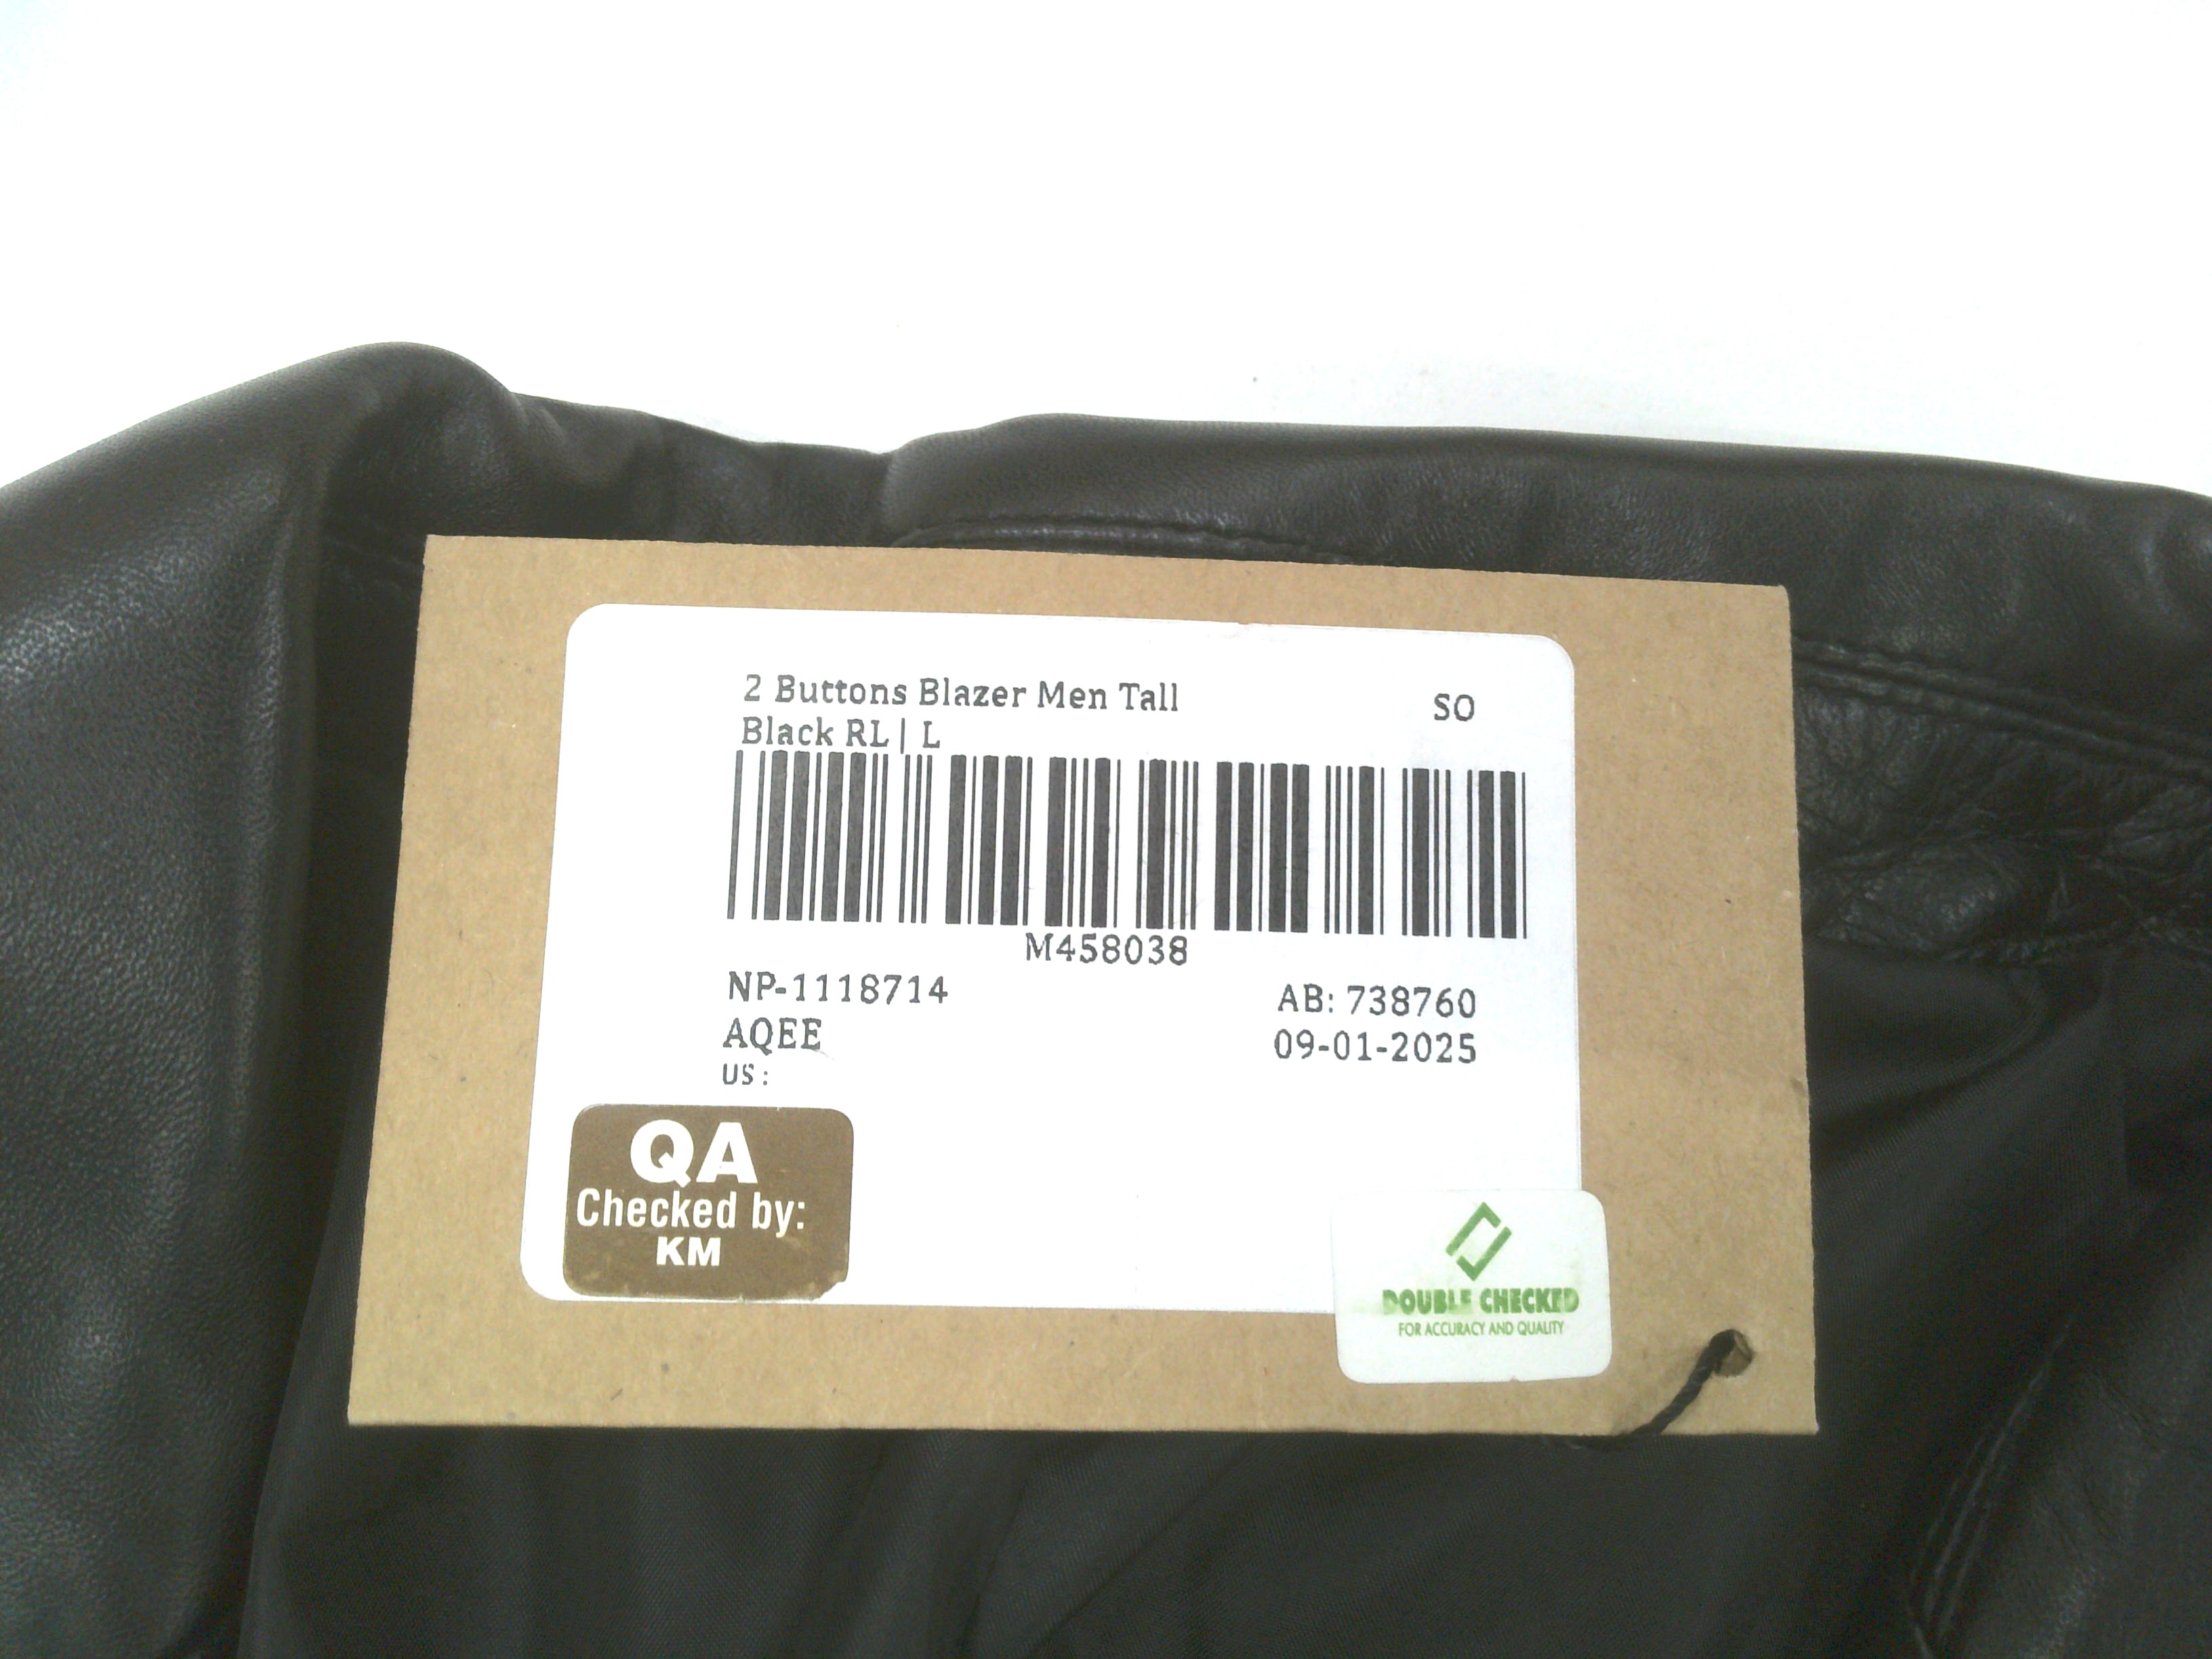 2 Buttons Blazer Men Tall
SO
Black RL | L
M458038
NP-1118714
AB: 738760
AQEE
09-01-2025
US :
QA
Checked by:
KM
DOUBLE CHECKED
FOR ACCURACY AND QUALITY